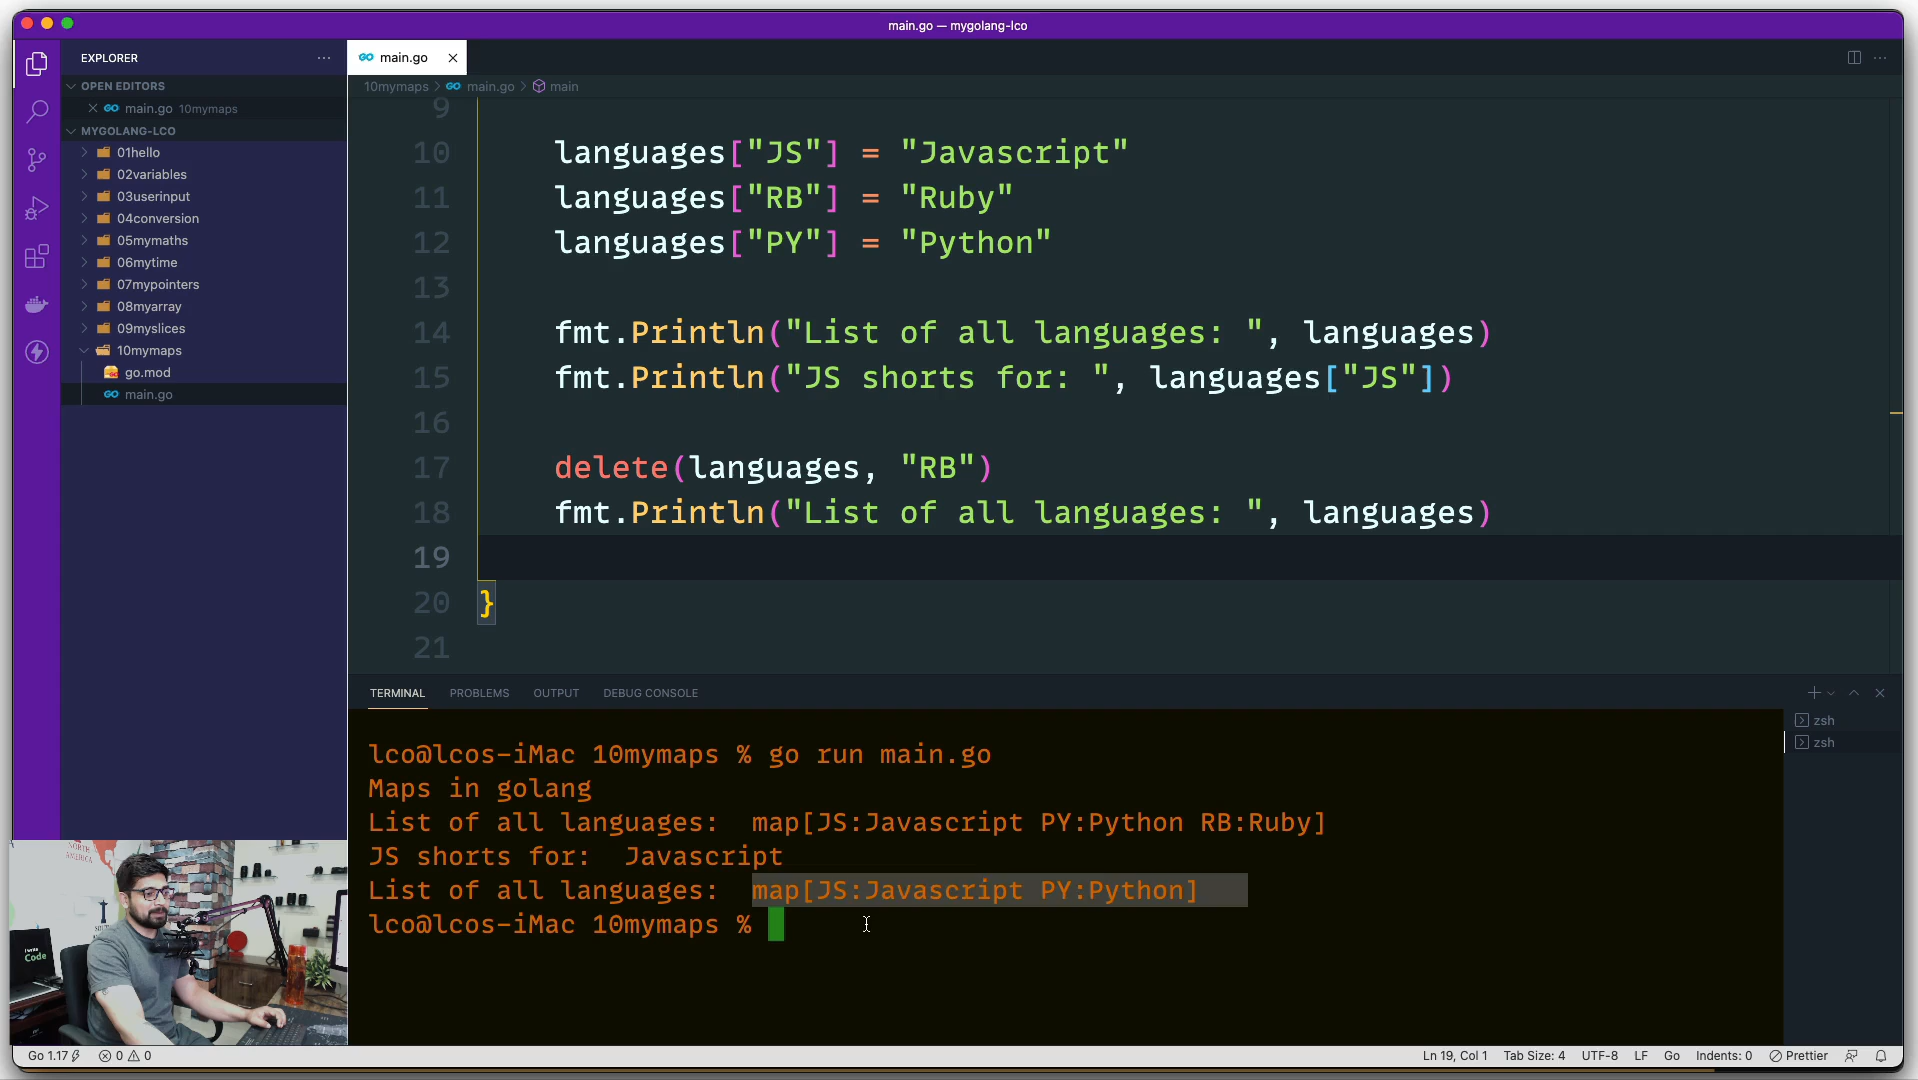 main.go — mygolang-lco
EXPLORER
main.go
OPEN EDITORS
main.go 10mymaps
MYGOLANG-LCO
01hello
02variables
03userinput
04conversion
05mymaths
06mytime
07mypointers
08myarray
09myslices
10mymaps
go.mod
main.go
10mymaps > main.go > main
9
10 languages["JS"] = "Javascript"
11 languages["RB"] = "Ruby"
12 languages["PY"] = "Python"
13
14 fmt.Println("List of all languages: ", languages)
15 fmt.Println("JS shorts for: ", languages["JS"])
16
17 delete(languages, "RB")
18 fmt.Println("List of all languages: ", languages)
19
20 }
21
TERMINAL PROBLEMS OUTPUT DEBUG CONSOLE
zsh
zsh
lco@lcos-iMac 10mymaps % go run main.go
Maps in golang
List of all languages:  map[JS:Javascript PY:Python RB:Ruby]
JS shorts for:  Javascript
List of all languages:  map[JS:Javascript PY:Python]
lco@lcos-iMac 10mymaps %
NORTH
AMERICA
I write
Code
Go 1.17 0 0 Ln 19, Col 1 Tab Size: 4 UTF-8 LF Go Indents: 0 Prettier